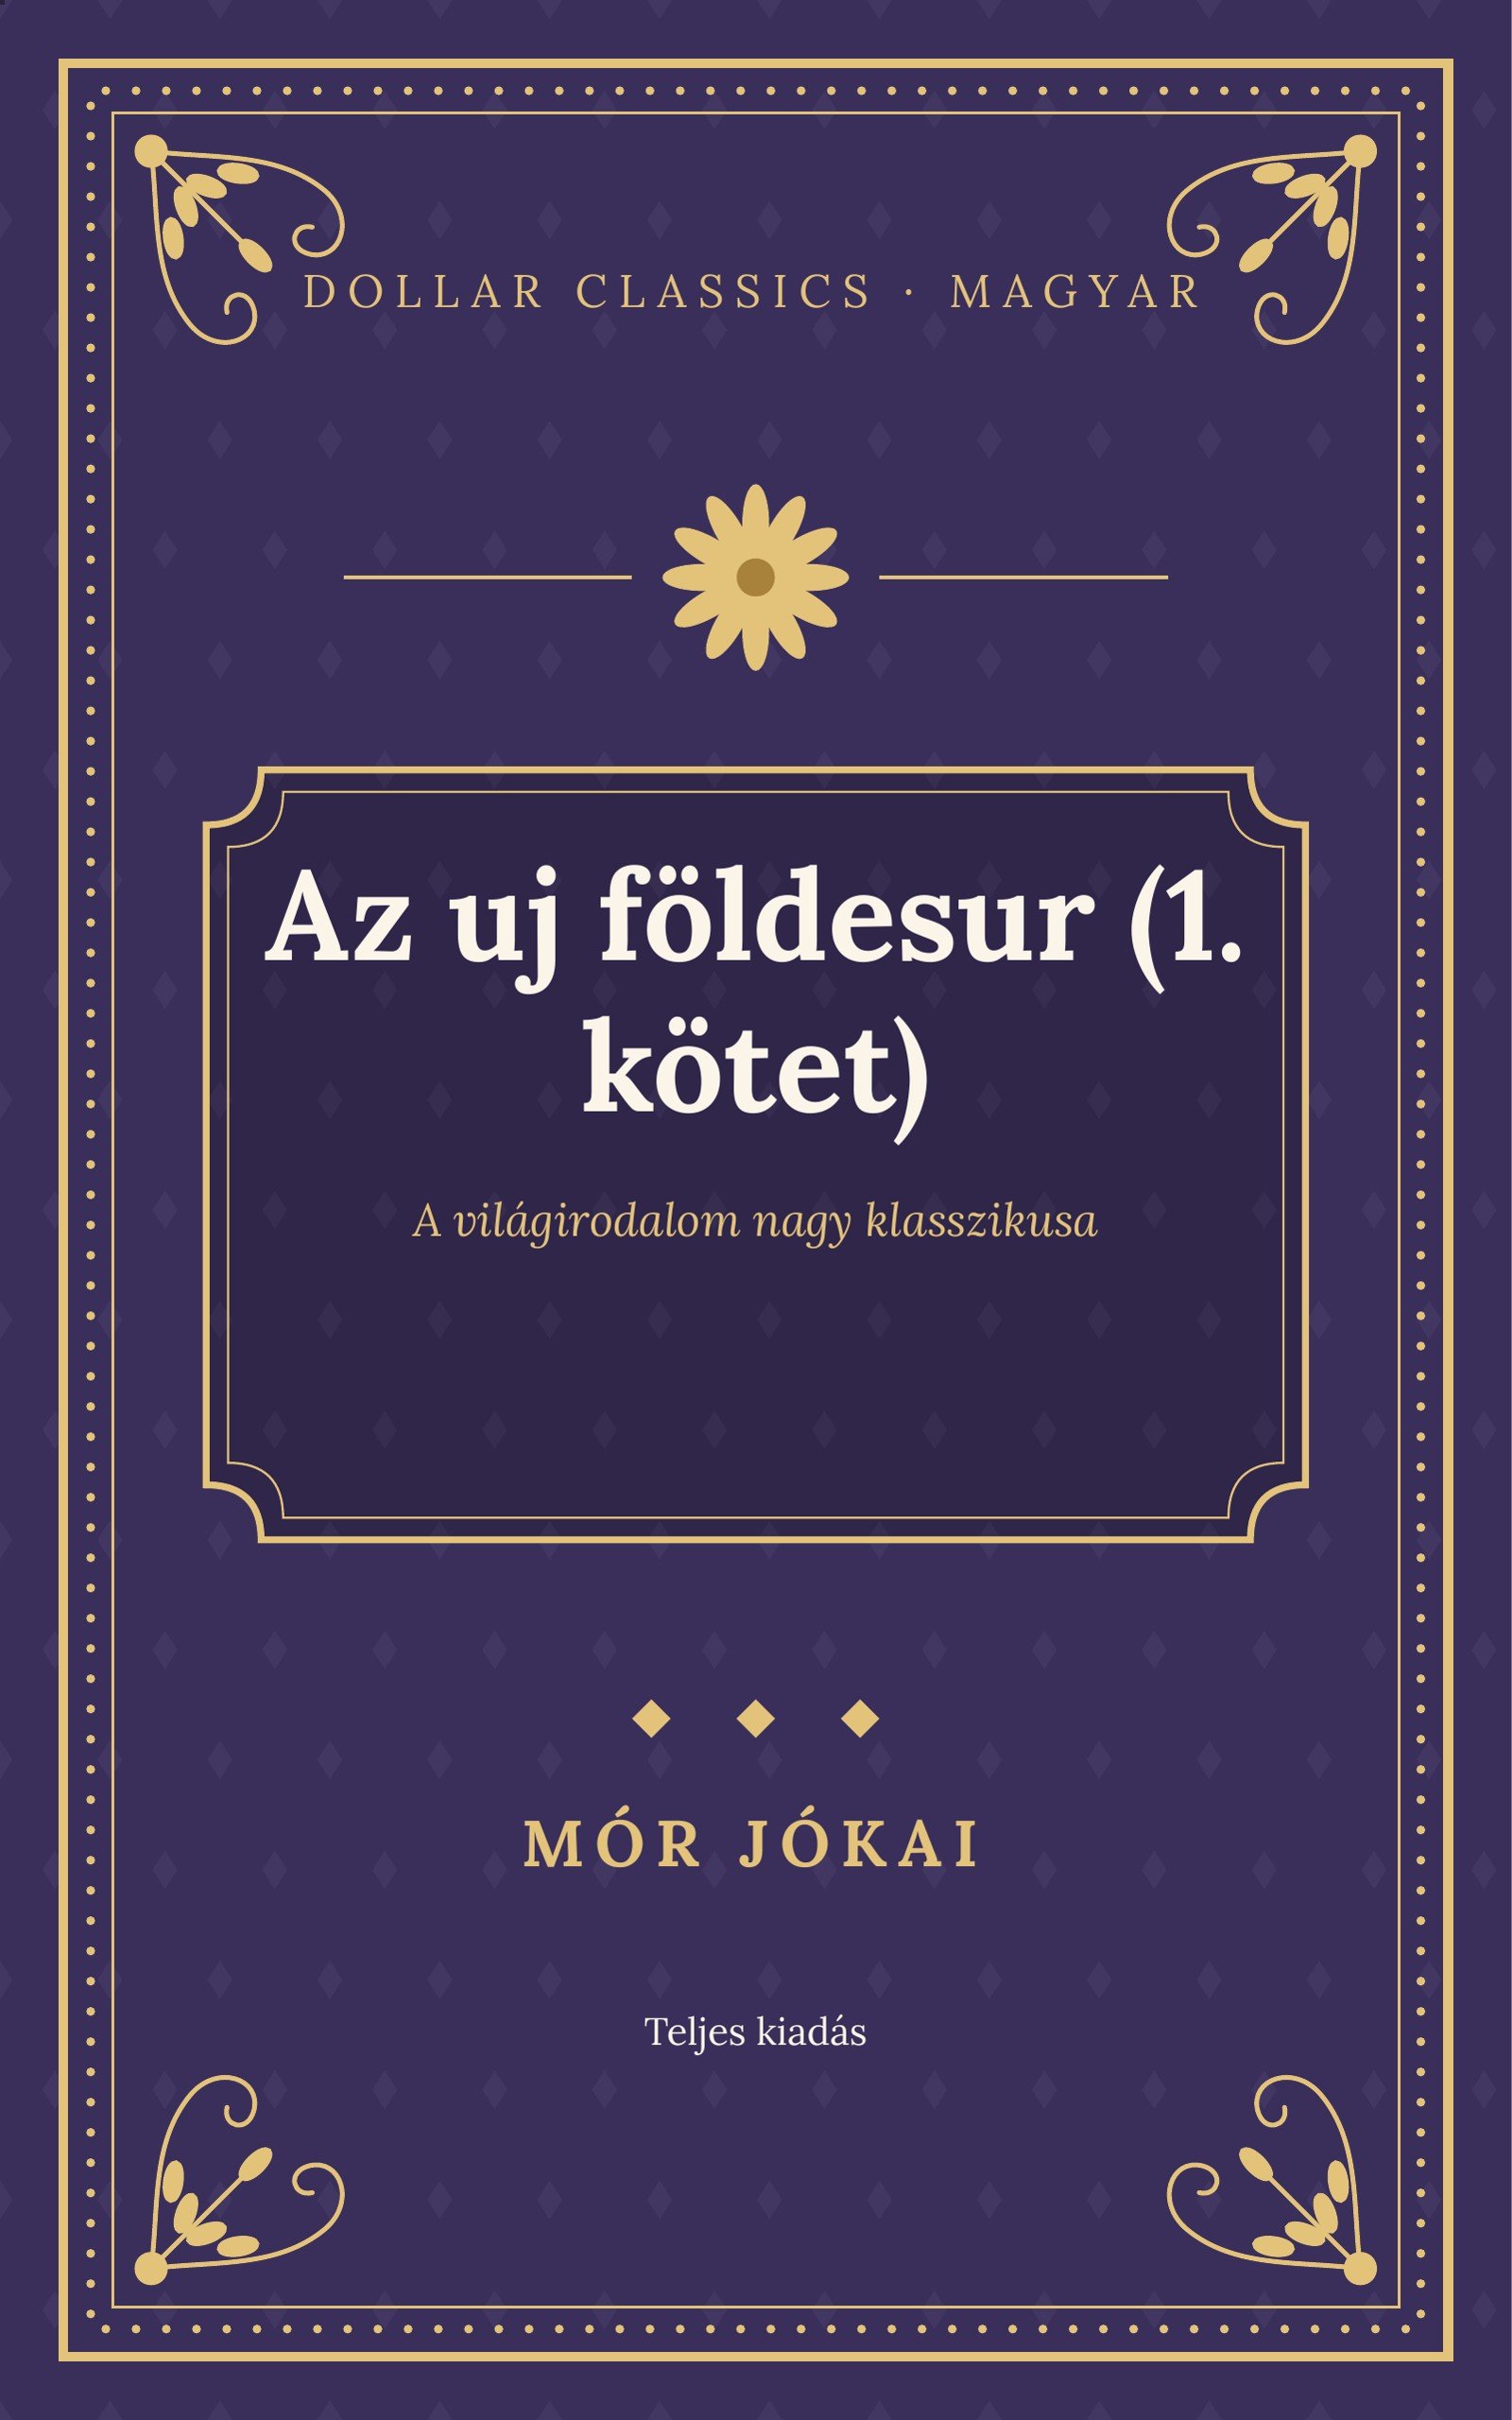 DOLLAR CLASSICS · MAGYAR
Az uj földesur (1.
kötet)
A világirodalom nagy klasszikusa
MÓR JÓKAI
Teljes kiadás